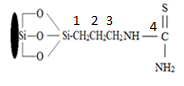 S
O 1 2 3 4
Si—O—Si-CH₂CH₂CH₂NH—C
O
NH₂